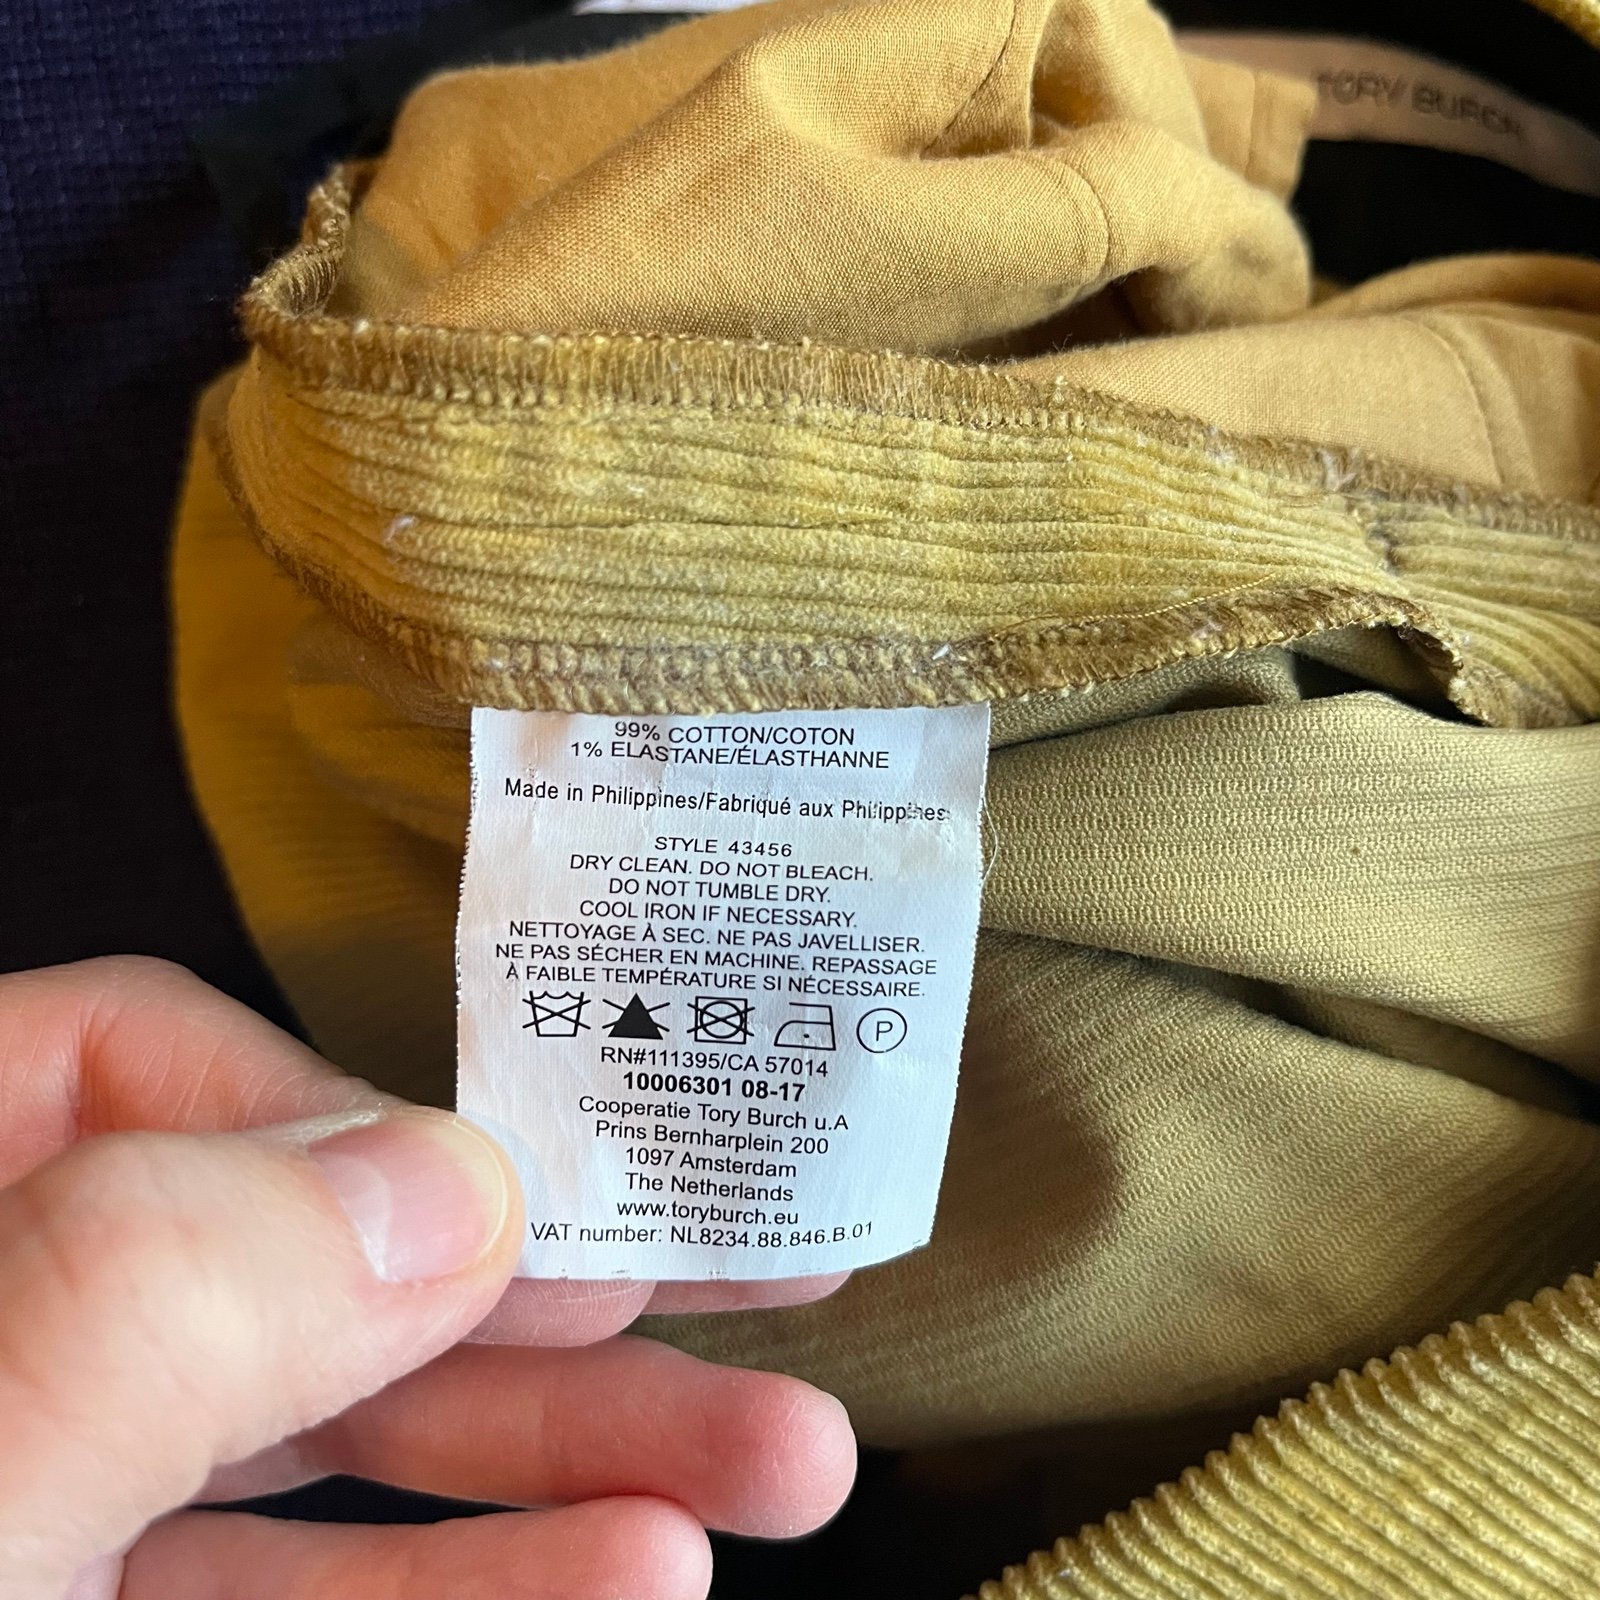 TORY BURCH
99% COTTON/COTON
1% ELASTANE/ÉLASTHANNE
Made in Philippines/Fabriqué aux Philippines
STYLE 43456
DRY CLEAN. DO NOT BLEACH.
DO NOT TUMBLE DRY.
COOL IRON IF NECESSARY.
NETTOYAGE À SEC. NE PAS JAVELLISER.
NE PAS SÉCHER EN MACHINE. REPASSAGE
À FAIBLE TEMPÉRATURE SI NÉCESSAIRE.
P
RN#111395/CA 57014
10006301 08-17
Cooperatie Tory Burch u.A
Prins Bernharplein 200
1097 Amsterdam
The Netherlands
www.toryburch.eu
VAT number: NL8234.88.846.B.01